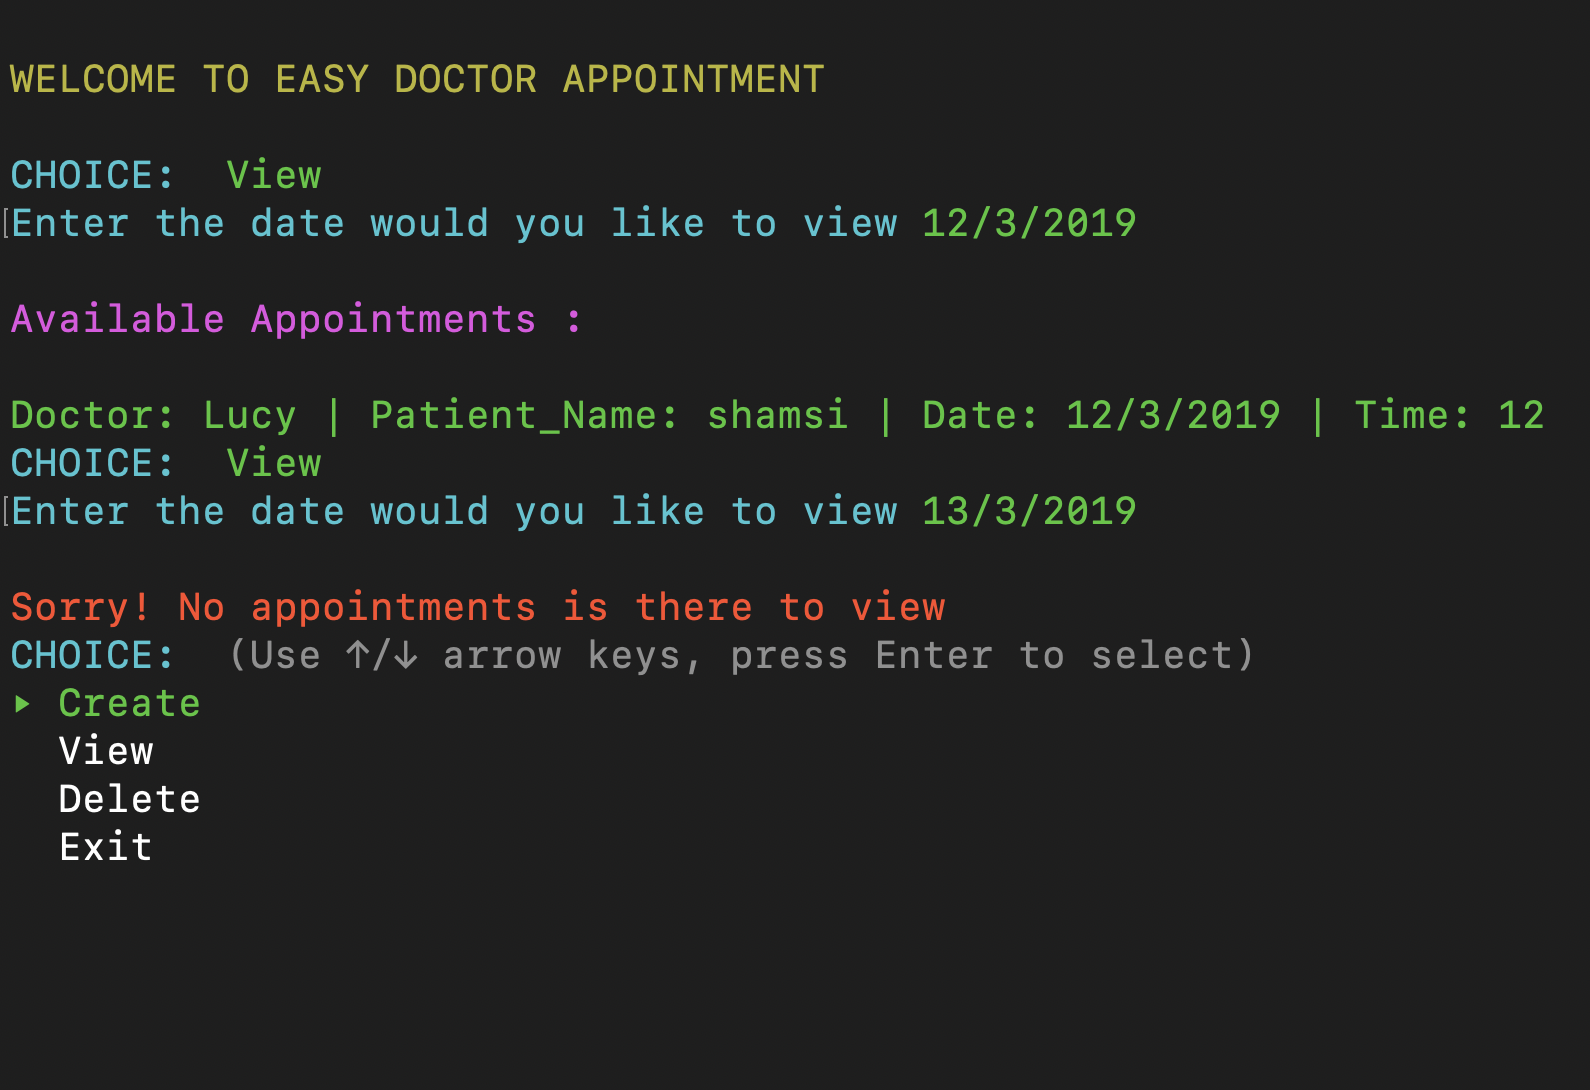 WELCOME TO EASY DOCTOR APPOINTMENT
CHOICE: View
Enter the date would you like to view 12/3/2019
Available Appointments :
Doctor: Lucy | Patient_Name: shamsi | Date: 12/3/2019 | Time: 12
CHOICE: View
Enter the date would you like to view 13/3/2019
Sorry! No appointments is there to view
CHOICE: (Use ↑/↓ arrow keys, press Enter to select)
‣ Create
View
Delete
Exit